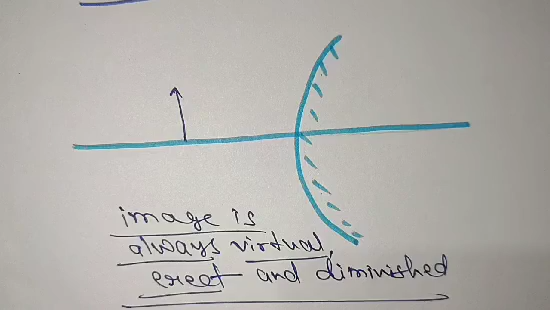 image is
always virtual,
erect and diminished